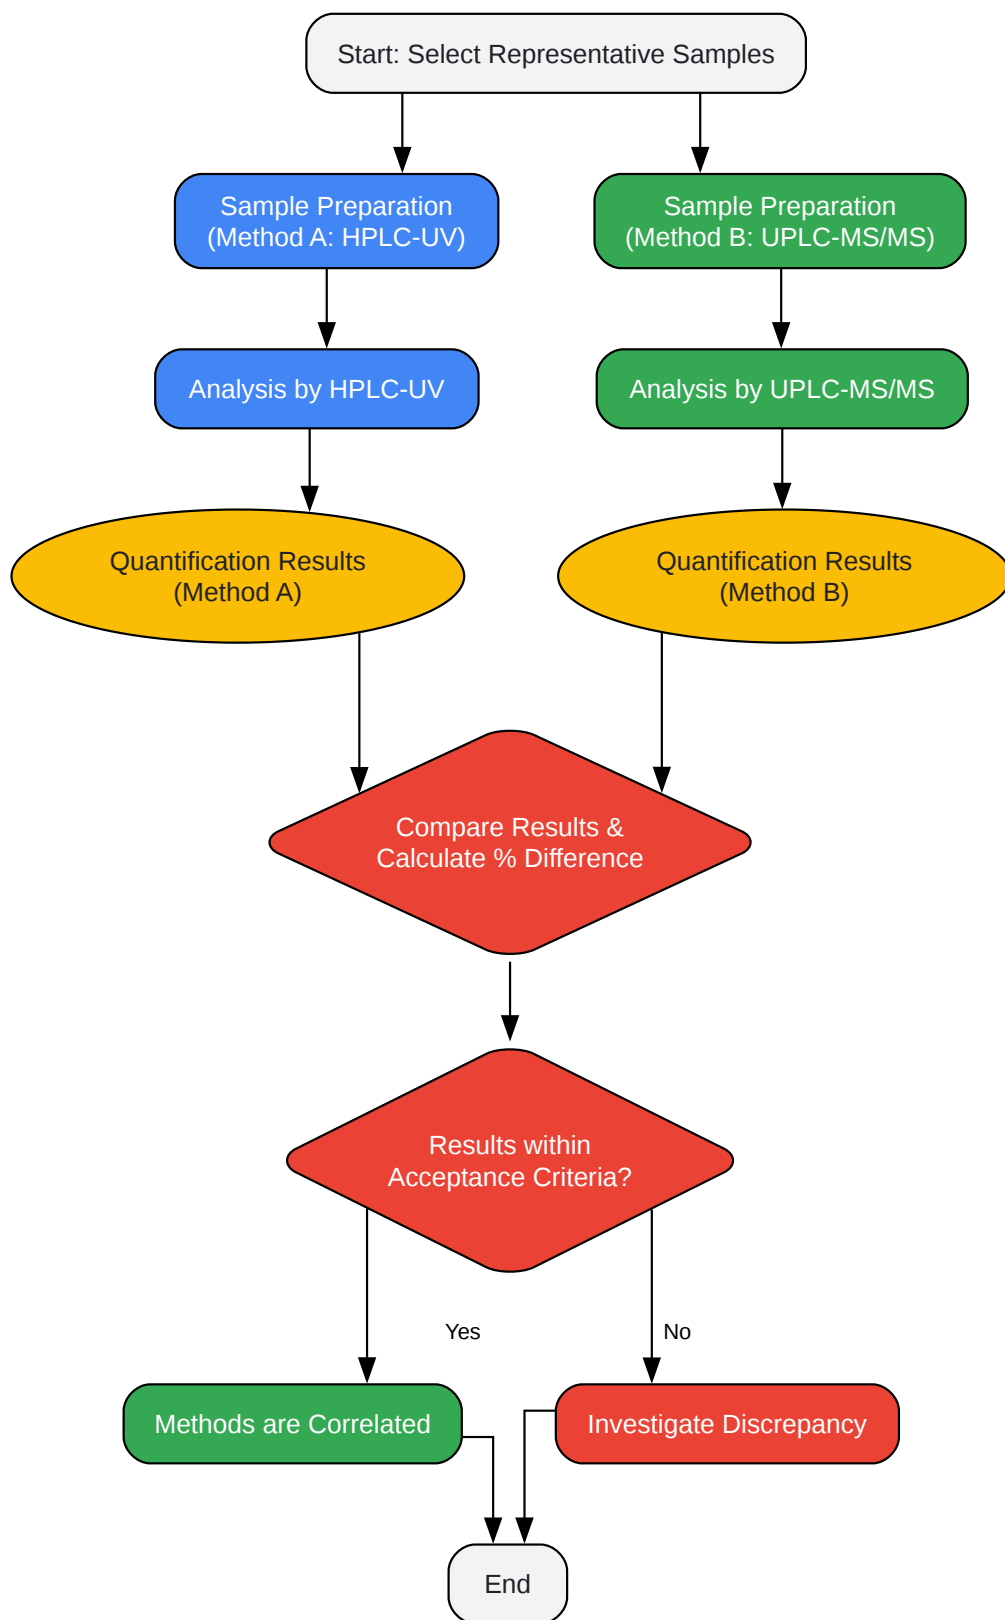 Start: Select Representative Samples
Sample Preparation
(Method A: HPLC-UV)
Sample Preparation
(Method B: UPLC-MS/MS)
Analysis by HPLC-UV
Analysis by UPLC-MS/MS
Quantification Results
(Method A)
Quantification Results
(Method B)
Compare Results &
Calculate % Difference
Results within
Acceptance Criteria?
Yes
No
Methods are Correlated
Investigate Discrepancy
End